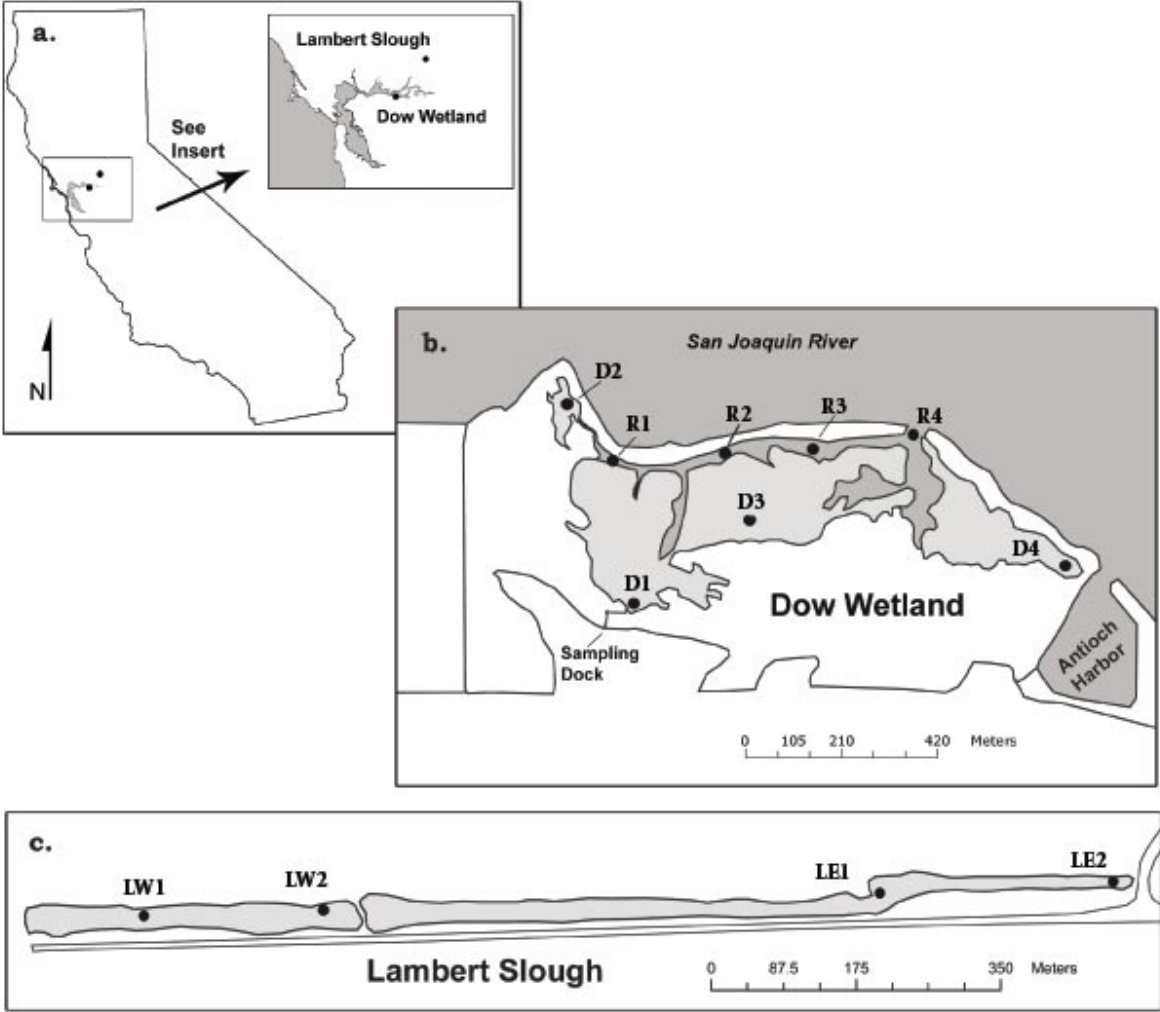 a.
Lambert Slough
Dow Wetland
See
Insert
N
b.
San Joaquin River
D2
R1
R2
R3
R4
D3
D4
D1
Dow Wetland
Sampling
Dock
Antioch
Harbor
0 105 210 420 Meters
c.
LW1
LW2
LE1
LE2
Lambert Slough
0 87.5 175 350 Meters